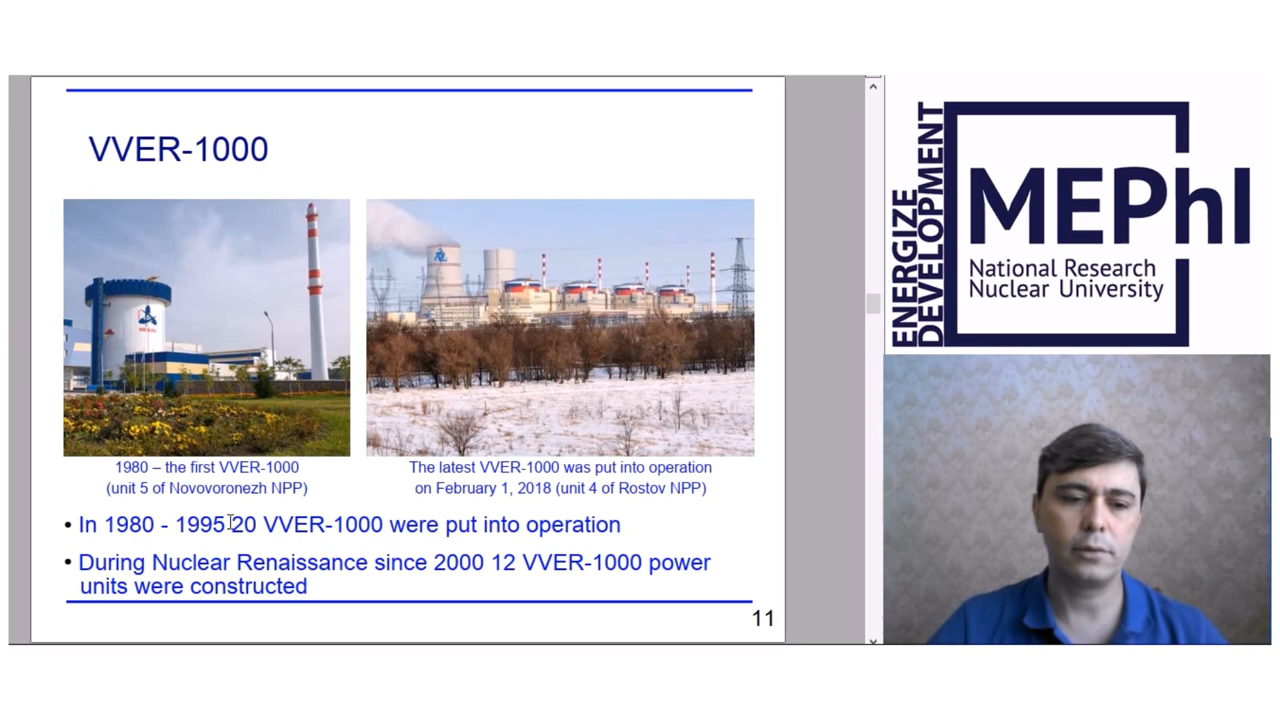 VVER-1000
1980 – the first VVER-1000
(unit 5 of Novovoronezh NPP)
The latest VVER-1000 was put into operation
on February 1, 2018 (unit 4 of Rostov NPP)
• In 1980 - 1995 20 VVER-1000 were put into operation
• During Nuclear Renaissance since 2000 12 VVER-1000 power
units were constructed
11
ENERGIZE
DEVELOPMENT
MEPhI
National Research
Nuclear University